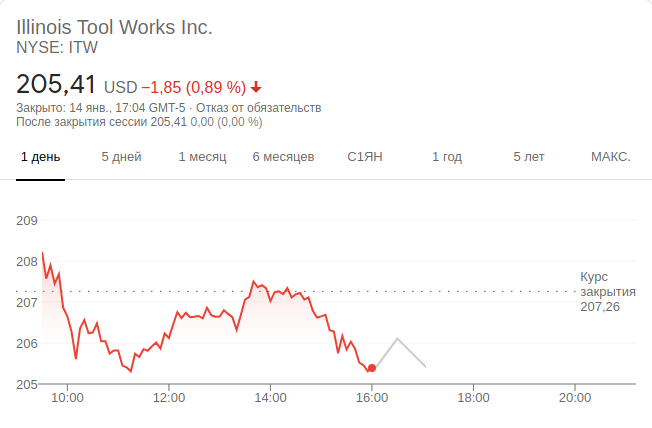 Illinois Tool Works Inc.
NYSE: ITW
205,41 USD −1,85 (0,89 %)
Закрыто: 14 янв., 17:04 GMT-5 · Отказ от обязательств
После закрытия сессии 205,41 0,00 (0,00 %)
1 день 5 дней 1 месяц 6 месяцев С1ЯН 1 год 5 лет МАКС.
209
208
Курс
закрытия
207,26
207
206
205
10:00 12:00 14:00 16:00 18:00 20:00